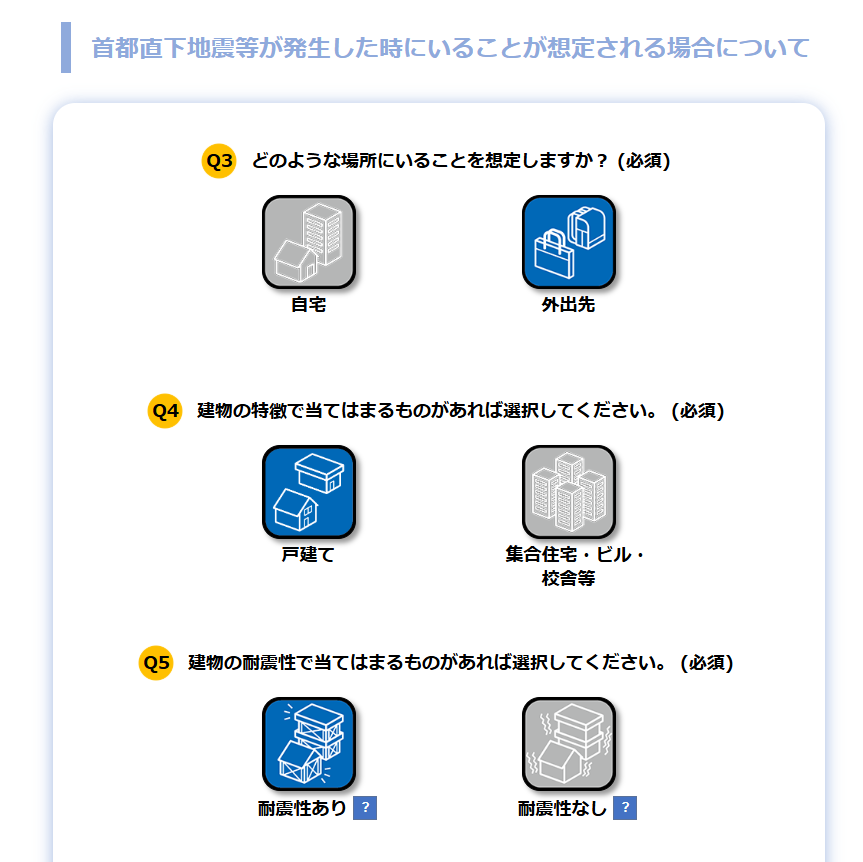 首都直下地震等が発生した時にいることが想定される場合について
Q3 どのような場所にいることを想定しますか？ (必須)
自宅 外出先
Q4 建物の特徴で当てはまるものがあれば選択してください。 (必須)
戸建て 集合住宅・ビル・
校舎等
Q5 建物の耐震性で当てはまるものがあれば選択してください。 (必須)
耐震性あり ? 耐震性なし ?